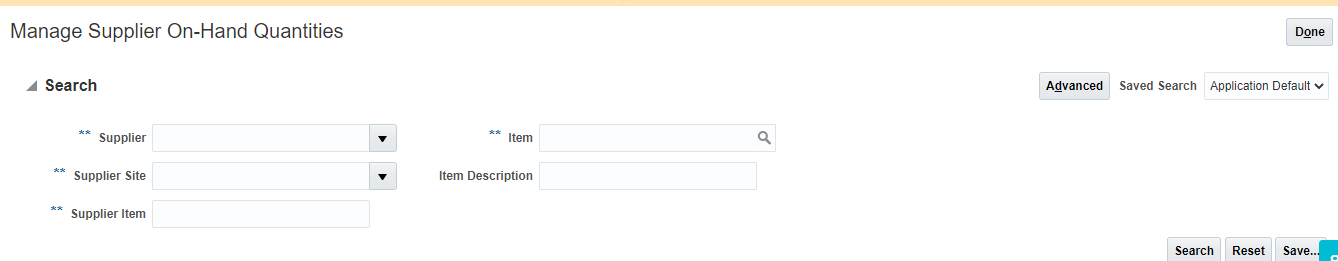 Manage Supplier On-Hand Quantities
Done
Search
Advanced
Saved Search
Application Default
** Supplier
** Item
** Supplier Site
Item Description
** Supplier Item
Search
Reset
Save...